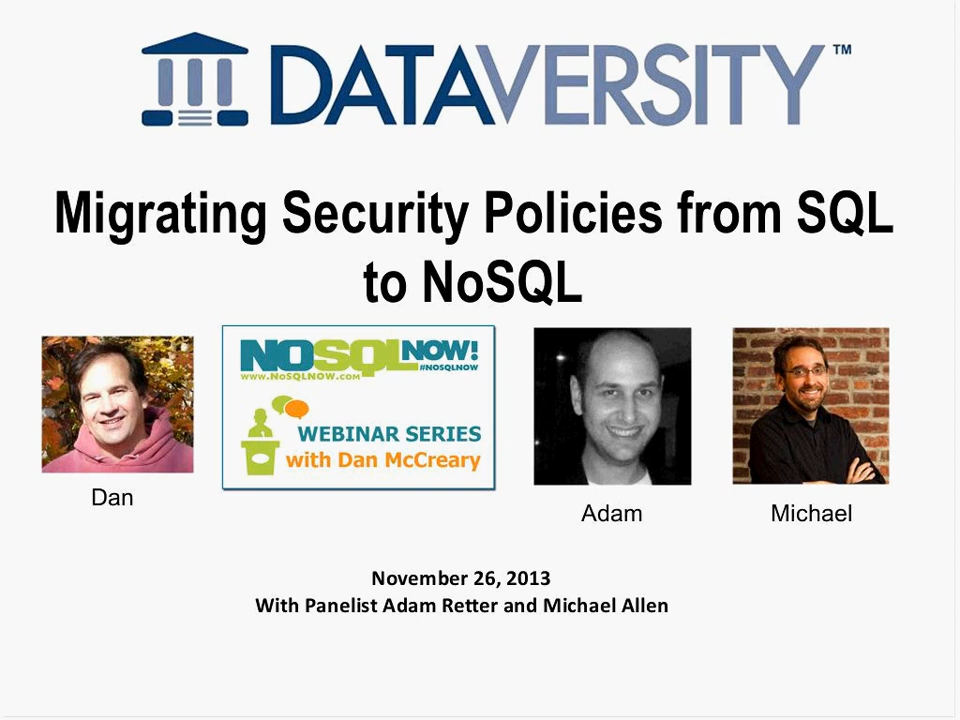 DATAVERSITY™
Migrating Security Policies from SQL
to NoSQL
NOSQLNOW!
WWW.NOSQLNOW.COM
#NOSQLNOW
WEBINAR SERIES
with Dan McCreary
Dan
Adam
Michael
November 26, 2013
With Panelist Adam Retter and Michael Allen